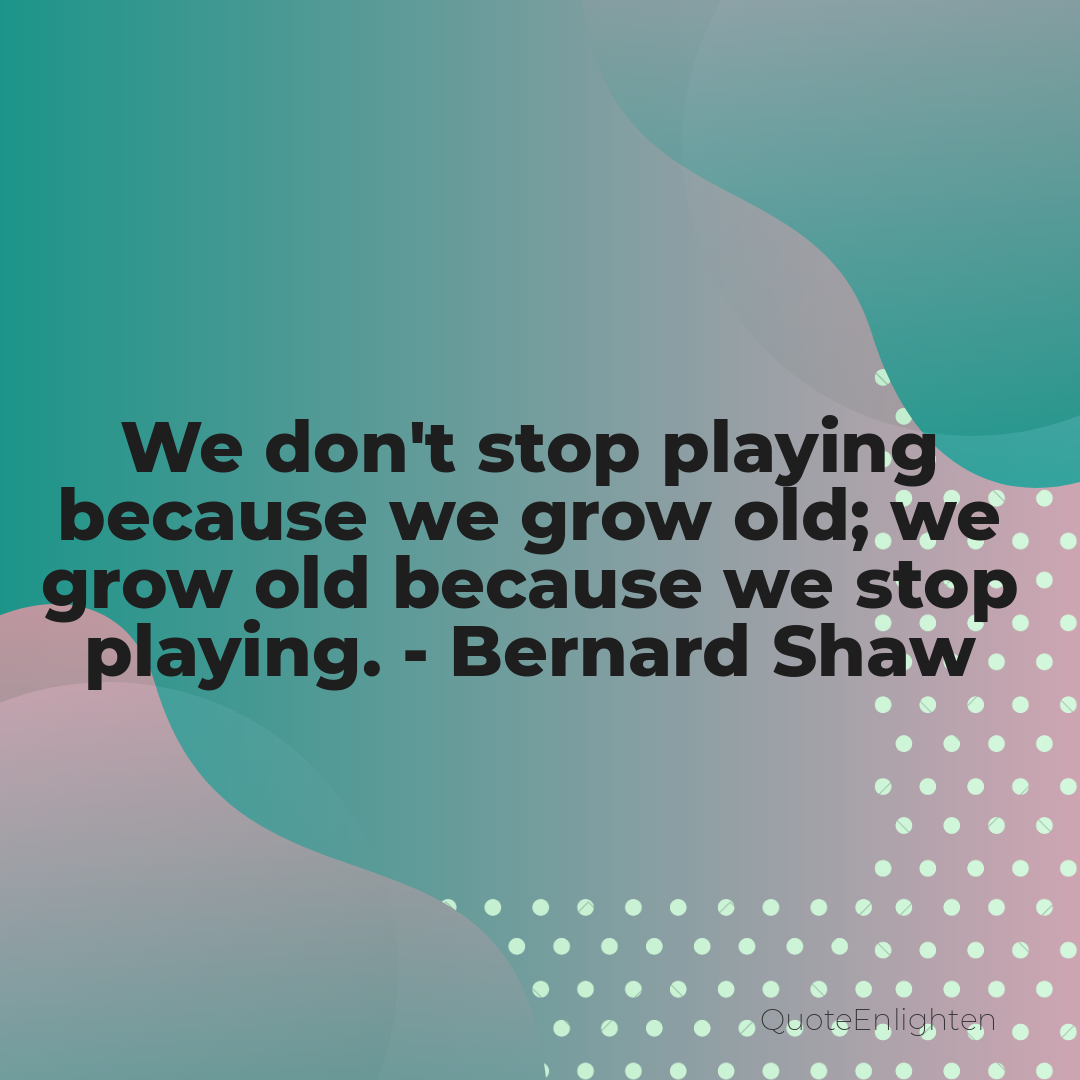 We don't stop playing
because we grow old; we
grow old because we stop
playing. - Bernard Shaw
QuoteEnlighten